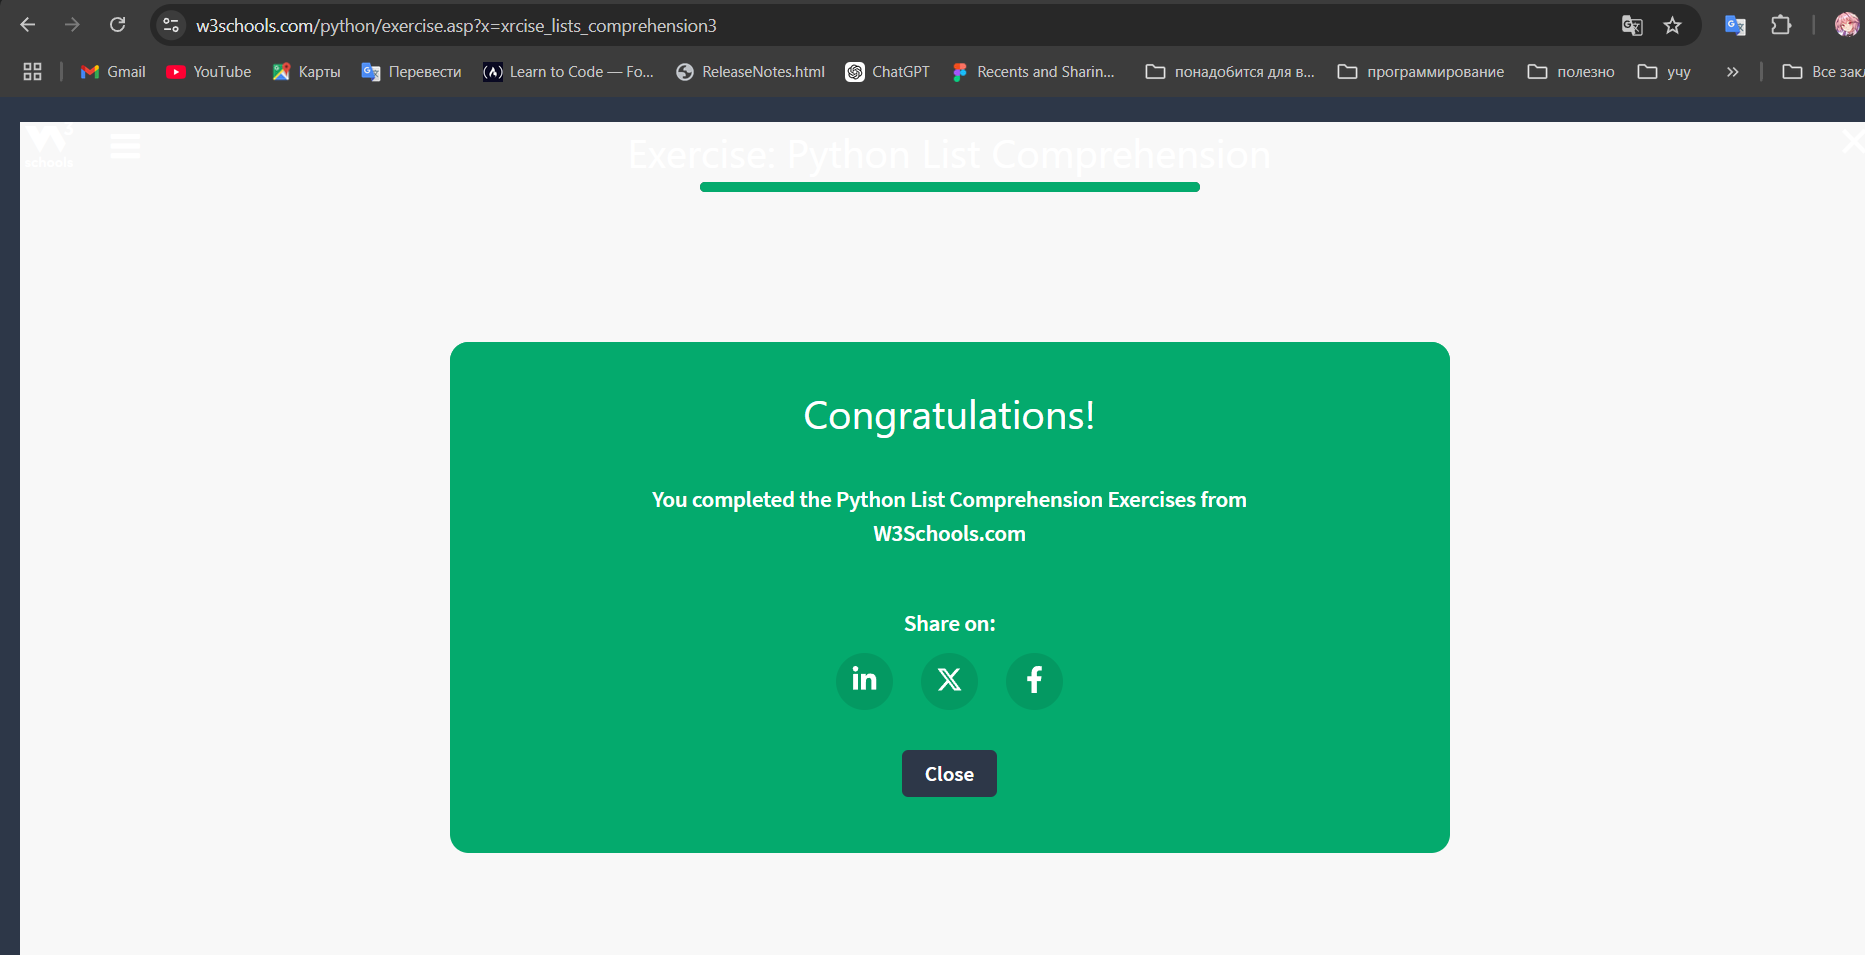 w3schools.com/python/exercise.asp?x=xrcise_lists_comprehension3
Gmail YouTube Карты Перевести Learn to Code — Fo... ReleaseNotes.html ChatGPT Recents and Sharin... понадобится для в... программирование полезно учу » Все зак
W3 schools
Exercise: Python List Comprehension
Congratulations!
You completed the Python List Comprehension Exercises from
W3Schools.com
Share on:
in X f
Close